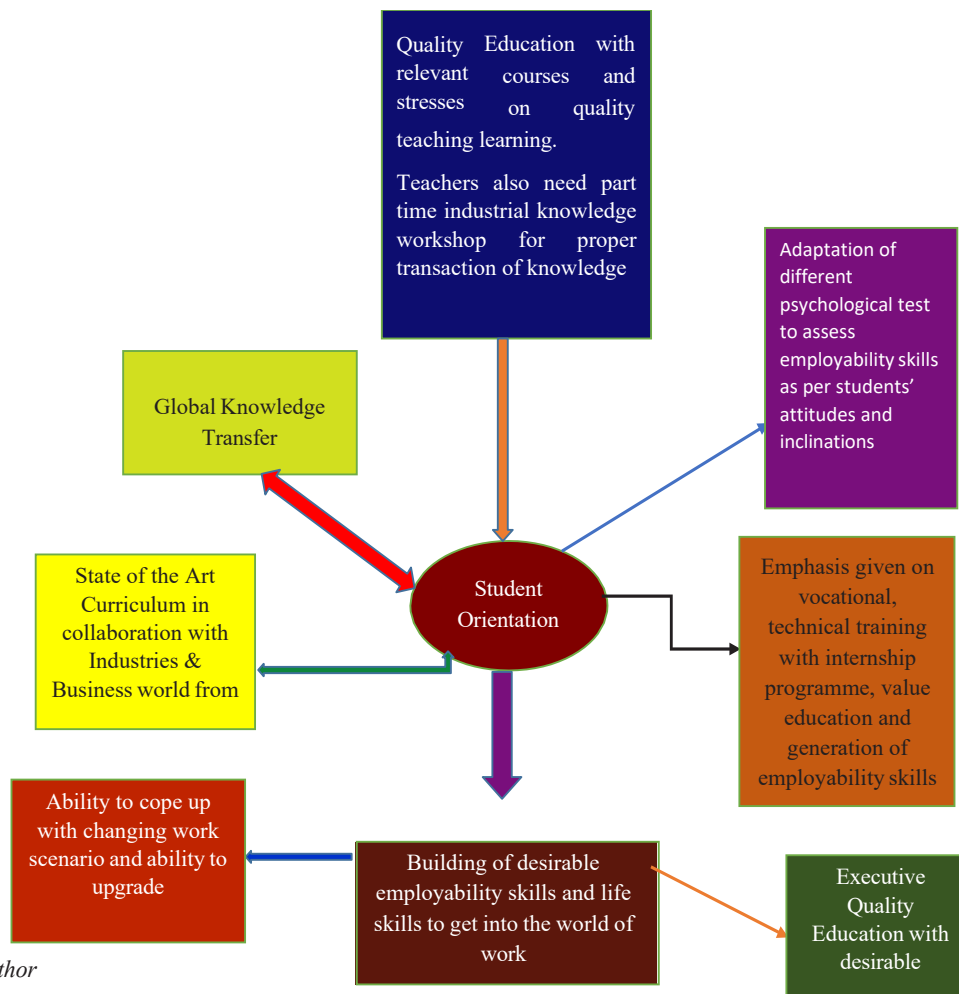 Quality Education with
relevant courses and
stresses on quality
teaching learning.
Teachers also need part
time industrial knowledge
workshop for proper
transaction of knowledge
Adaptation of
different
psychological test
to assess
employability skills
as per students’
attitudes and
inclinations
Global Knowledge
Transfer
State of the Art
Curriculum in
collaboration with
Industries &
Business world from
Student
Orientation
Emphasis given on
vocational,
technical training
with internship
programme, value
education and
generation of
employability skills
Ability to cope up
with changing work
scenario and ability to
upgrade
Building of desirable
employability skills and life
skills to get into the world of
work
Executive
Quality
Education with
desirable
thor